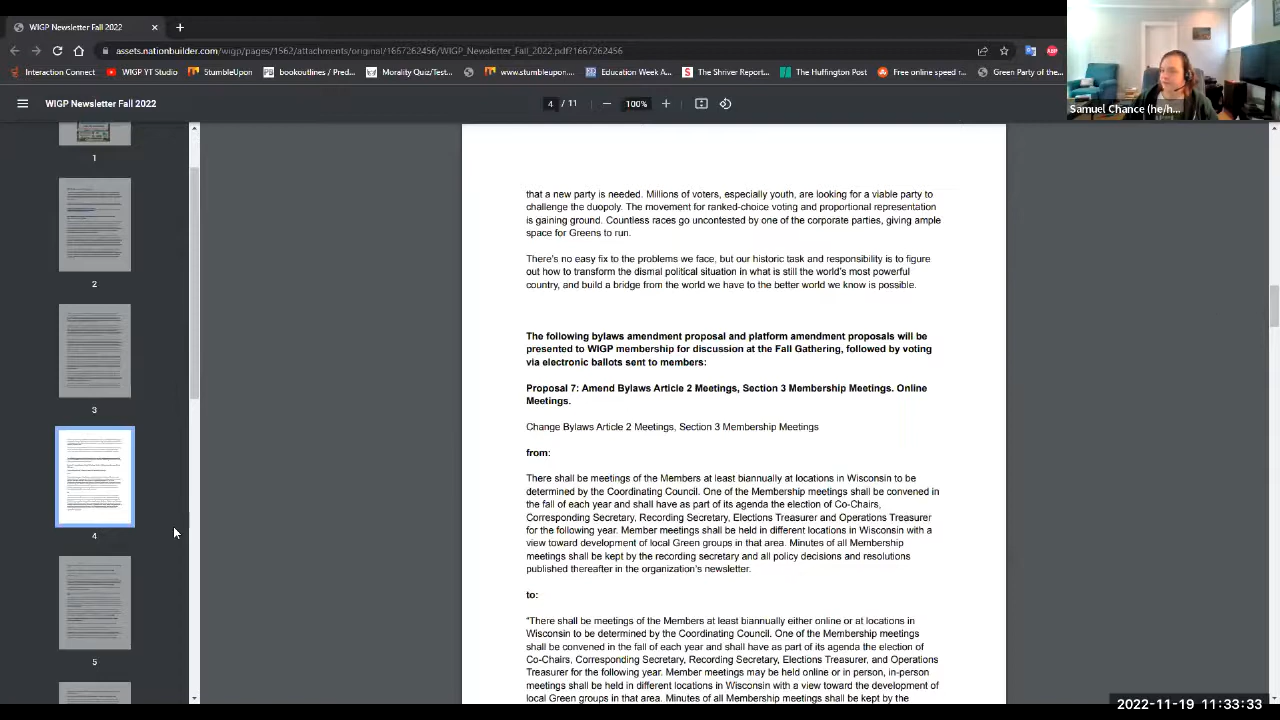 WIGP Newsletter Fall 2022
assets.nationbuilder.com/wigp/pages/1562/attachments/original/1667262456/WIGP_Newsletter_Fall_2022.pdf?1667262456
Interaction Connect
WIGP YT Studio
StumbleUpon
bookoutlines / Pred...
Morality Quiz/Test...
www.stumbleupon...
Education Week A...
The Shriver Report...
The Huffington Post
Free online speed r...
Green Party of the
WIGP Newsletter Fall 2022
4 / 11
100%
Samuel Chance (he/h...
1
2
3
4
5
that a new party is needed. Millions of voters, especially youth, are looking for a viable party to
challenge the duopoly. The movement for ranked-choice voting and proportional representation
is gaining ground. Countless races go uncontested by one of the corporate parties, giving ample
space for Greens to run.
There's no easy fix to the problems we face, but our historic task and responsibility is to figure
out how to transform the dismal political situation in what is still the world's most powerful
country, and build a bridge from the world we have to the better world we know is possible.
The following bylaws amendment proposal and platform amendment proposals will be
presented to WIGP membership for discussion at the Fall Gathering, followed by voting
via electronic ballots sent to members:
Proposal 7: Amend Bylaws Article 2 Meetings, Section 3 Membership Meetings. Online
Meetings.
Change Bylaws Article 2 Meetings, Section 3 Membership Meetings
from:
There shall be meetings of the Members at least biannually at locations in Wisconsin to be
determined by the Coordinating Council. One of the Membership meetings shall be convened in
the fall of each year and shall have as part of its agenda the election of Co-Chairs,
Corresponding Secretary, Recording Secretary, Elections Treasurer and Operations Treasurer
for the following year. Member meetings shall be held in different locations in Wisconsin with a
view toward development of local Green groups in that area. Minutes of all Membership
meetings shall be kept by the recording secretary and all policy decisions and resolutions
published thereafter in the organization's newsletter.
to:
"There shall be meetings of the Members at least biannually either online or at locations in
Wisconsin to be determined by the Coordinating Council. One of the Membership meetings
shall be convened in the fall of each year and shall have as part of its agenda the election of
Co-Chairs, Corresponding Secretary, Recording Secretary, Elections Treasurer, and Operations
Treasurer for the following year. Member meetings may be held online or in person, in-person
meetings shall be held in different locations in Wisconsin with a view toward the development of
local Green groups in that area. Minutes of all Membership meetings shall be kept by the
2022-11-19 11:33:33